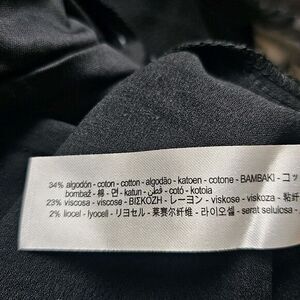 34% algodón - coton - cotton - algodão - katoen - cotone - ΒΑΜΒΑΚΙ - コッ
bombaž - 棉 - 면 - katun - قطن - cotó - kotoia
23% viscosa - viscose - ΒΙΣΚΟΖΗ - レーヨン - viskose - viskoza - 粘纤
2% liocel - lyocell - リヨセル - 莱赛尔纤维 - 라이오셀 - serat selulosa